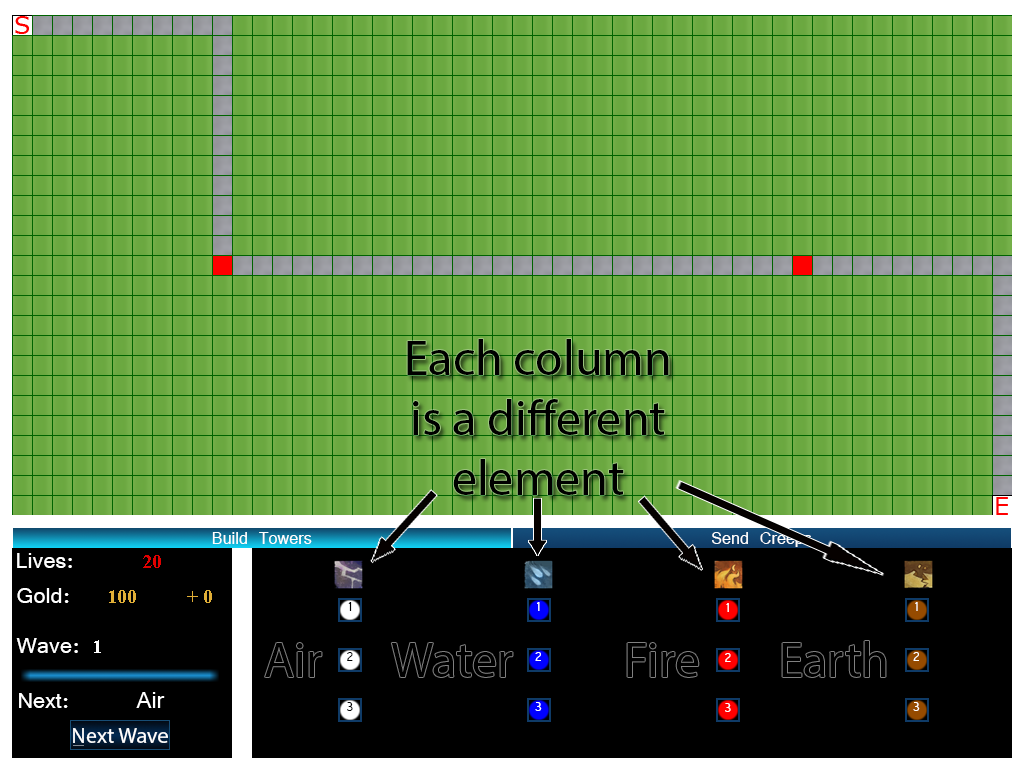 S
Each column
is a different
element
E
Build Towers
Send Creeps
Lives: 20
Gold: 100 + 0
Wave: 1
Next: Air
Next Wave
1 1 1 1
Air Water Fire Earth
2 2 2 2
3 3 3 3